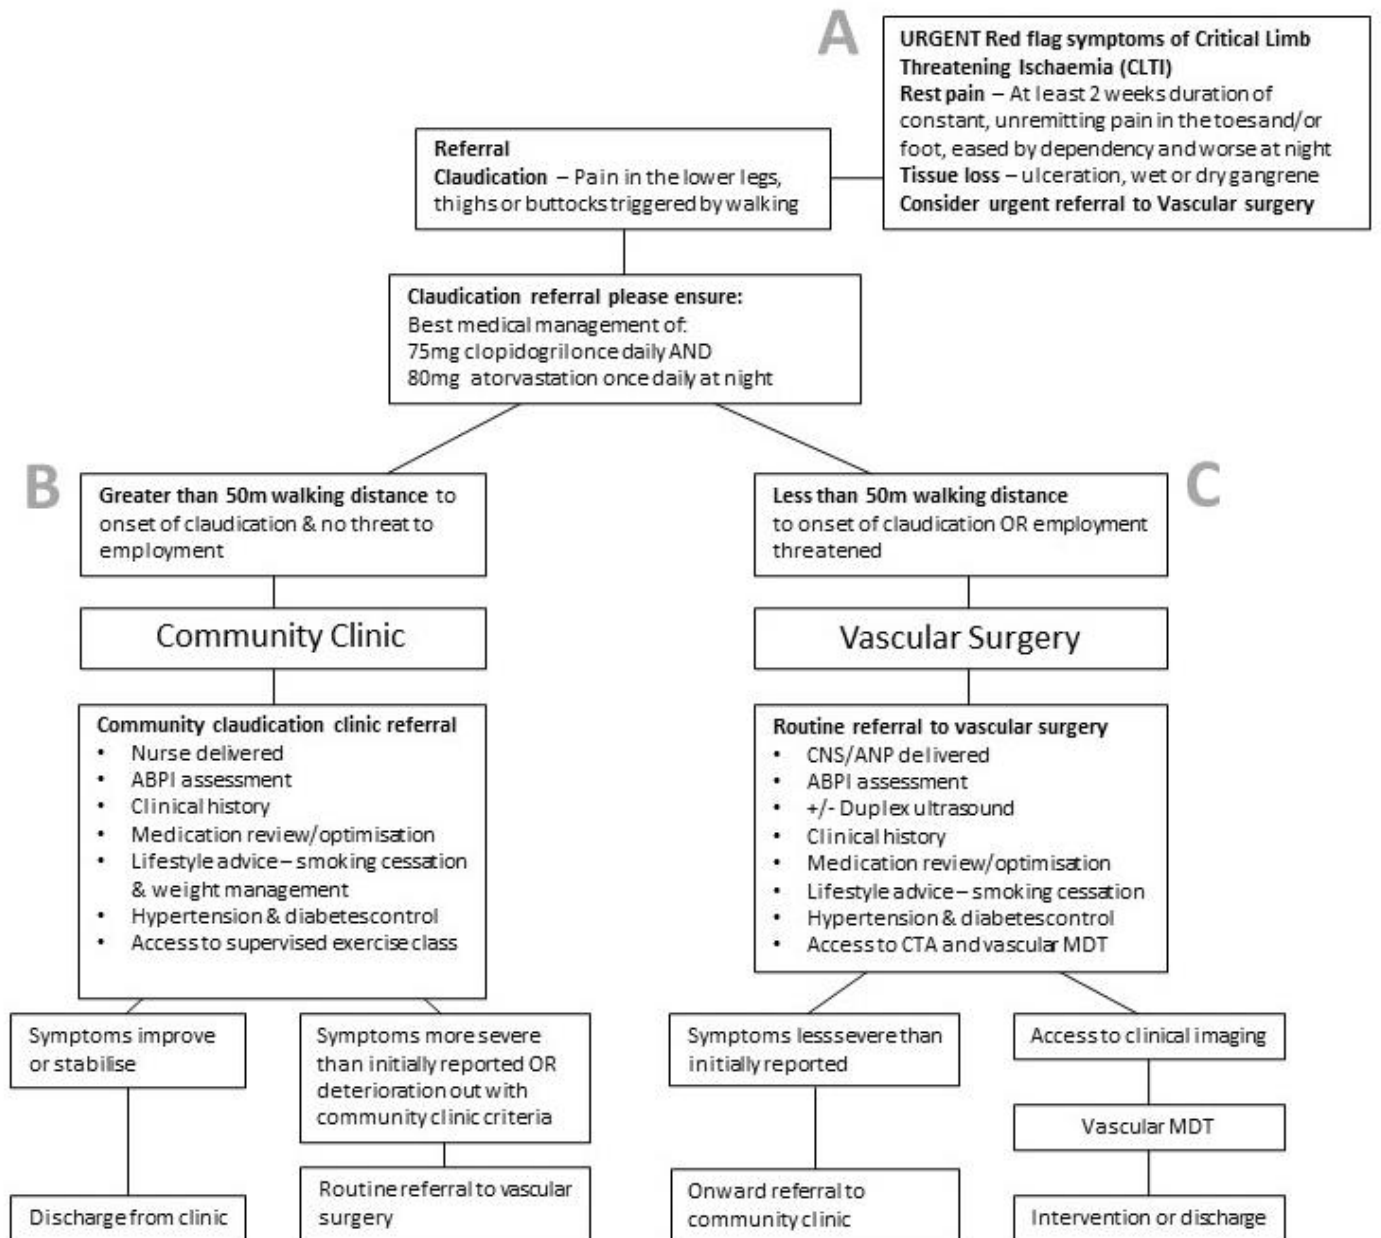 A
URGENT Red flag symptoms of Critical Limb
Threatening Ischaemia (CLTI)
Rest pain – At least 2 weeks duration of
constant, unremitting pain in the toes and/or
foot, eased by dependency and worse at night
Tissue loss – ulceration, wet or dry gangrene
Consider urgent referral to Vascular surgery
Referral
Claudication – Pain in the lower legs,
thighs or buttocks triggered by walking
Claudication referral please ensure:
Best medical management of:
75mg clopidogril once daily AND
80mg atorvastation once daily at night
B
Greater than 50m walking distance to
onset of claudication & no threat to
employment
Community Clinic
Community claudication clinic referral
• Nurse delivered
• ABPI assessment
• Clinical history
• Medication review/optimisation
• Lifestyle advice – smoking cessation
& weight management
• Hypertension & diabetes control
• Access to supervised exercise class
Symptoms improve
or stabilise
Discharge from clinic
Symptoms more severe
than initially reported OR
deterioration out with
community clinic criteria
Routine referral to vascular
surgery
C
Less than 50m walking distance
to onset of claudication OR employment
threatened
Vascular Surgery
Routine referral to vascular surgery
• CNS/ANP delivered
• ABPI assessment
• +/- Duplex ultrasound
• Clinical history
• Medication review/optimisation
• Lifestyle advice – smoking cessation
• Hypertension & diabetes control
• Access to CTA and vascular MDT
Symptoms less severe than
initially reported
Onward referral to
community clinic
Access to clinical imaging
Vascular MDT
Intervention or discharge